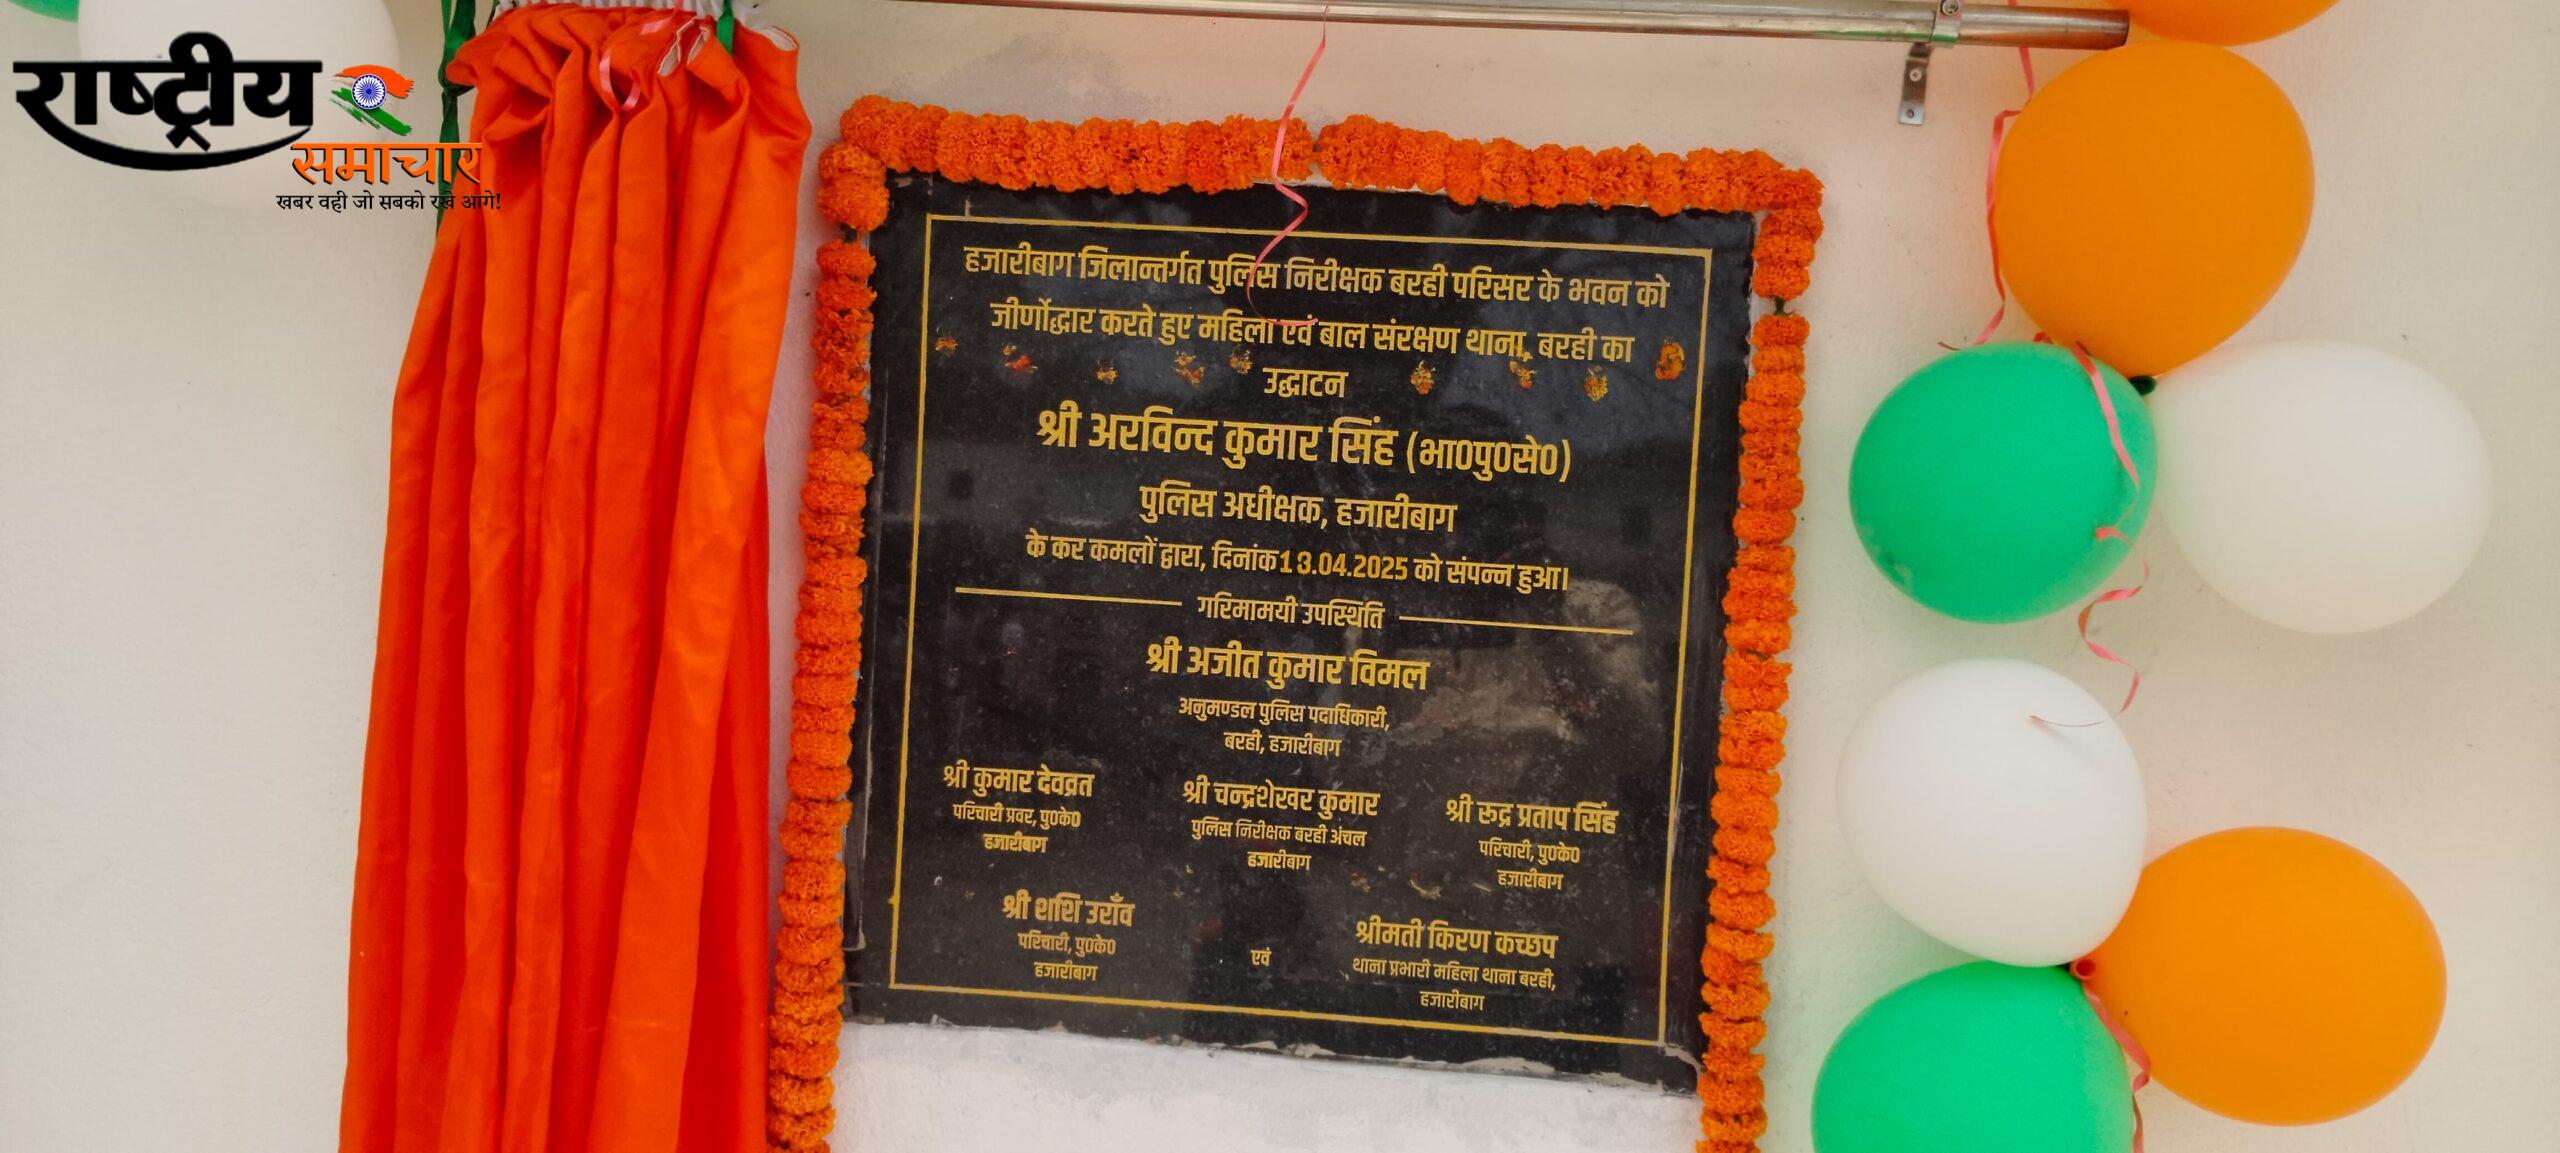 राष्ट्रीय
समाचार
खबर वही जो सबको रखे आगे!
हजारीबाग जिलान्तर्गत पुलिस निरीक्षक बरही परिसर के भवन को
जीर्णोद्धार करते हुए महिला एवं बाल संरक्षण थाना, बरही का
उद्घाटन
श्री अरविन्द कुमार सिंह (भा0पु0से0)
पुलिस अधीक्षक, हजारीबाग
के कर कमलों द्वारा, दिनांक 13.04.2025 को संपन्न हुआ।
गरिमामयी उपस्थिति
श्री अजीत कुमार विमल
अनुमण्डल पुलिस पदाधिकारी,
बरही, हजारीबाग
श्री कुमार देवव्रत
परिचारी प्रवर, पु0के0
हजारीबाग
श्री चन्द्रशेखर कुमार
पुलिस निरीक्षक बरही अंचल
हजारीबाग
श्री रूद्र प्रताप सिंह
परिचारी, पु0के0
हजारीबाग
श्री शशि उराँव
परिचारी, पु0के0
हजारीबाग
एवं
श्रीमती किरण कच्छप
थाना प्रभारी महिला थाना बरही,
हजारीबाग